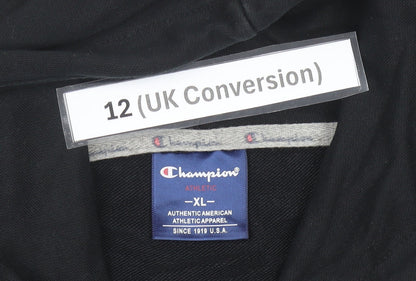 12 (UK Conversion)
Champion Champion
Champion
ATHLETIC
—XL—
AUTHENTIC AMERICAN
ATHLETIC APPAREL
SINCE 1919 U.S.A.